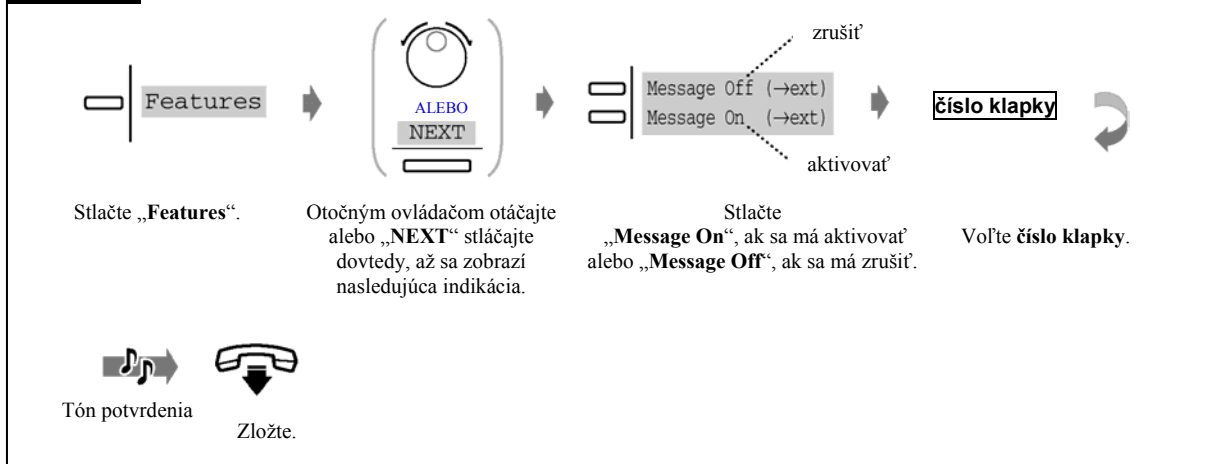 zrušiť
Features
ALEBO
NEXT
Message Off (→ext)
Message On (→ext)
číslo klapky
aktivovať
Stlačte „Features“.
Otočným ovládačom otáčajte
alebo „NEXT“ stláčajte
dovtedy, až sa zobrazí
nasledujúca indikácia.
Stlačte
„Message On“, ak sa má aktivovať
alebo „Message Off“, ak sa má zrušiť.
Voľte číslo klapky.
Tón potvrdenia
Zložte.